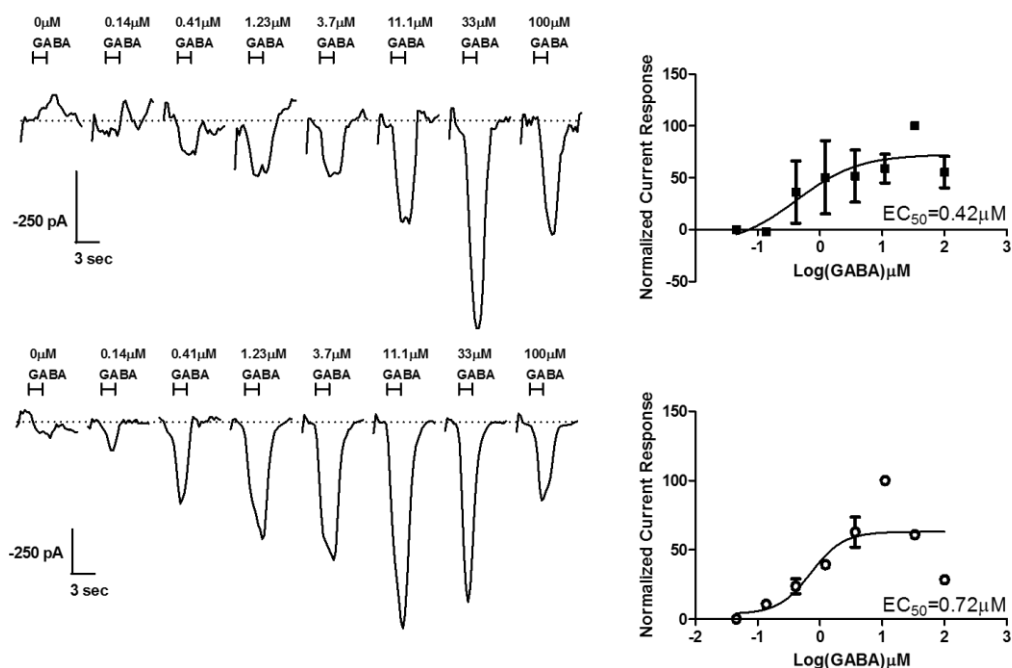 0µM 0.14µM 0.41µM 1.23µM 3.7µM 11.1µM 33µM 100µM
GABA GABA GABA GABA GABA GABA GABA GABA
-250 pA
3 sec
Normalized Current Response
150
100
50
0
-50
-2 -1 0 1 2 3
EC50=0.42µM
Log(GABA)µM
0µM 0.14µM 0.41µM 1.23µM 3.7µM 11.1µM 33µM 100µM
GABA GABA GABA GABA GABA GABA GABA GABA
-250 pA
3 sec
Normalized Current Response
150
100
50
0
-2 -1 0 1 2 3
EC50=0.72µM
Log(GABA)µM